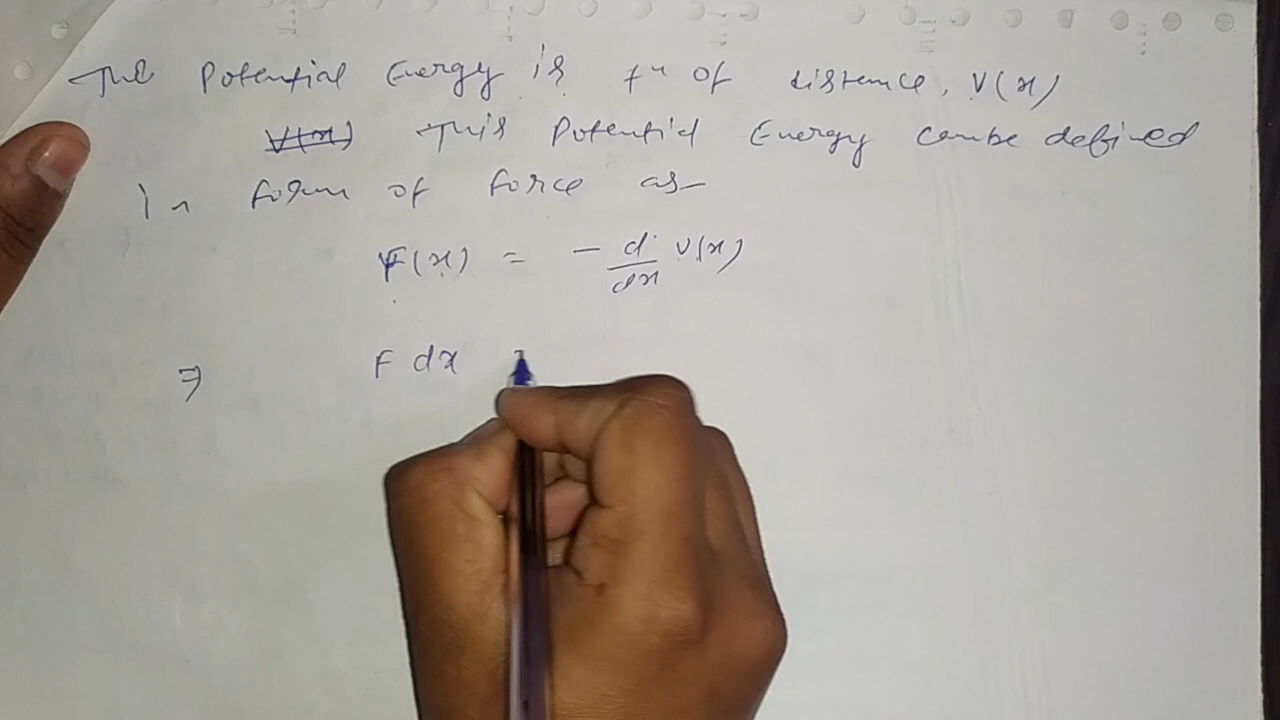 The Potential Energy is fⁿ of distence, V(x)
V(x) This Potential Energy can be defined
In form of force as
F(x) = - d/dx V(x)
⇒ F dx